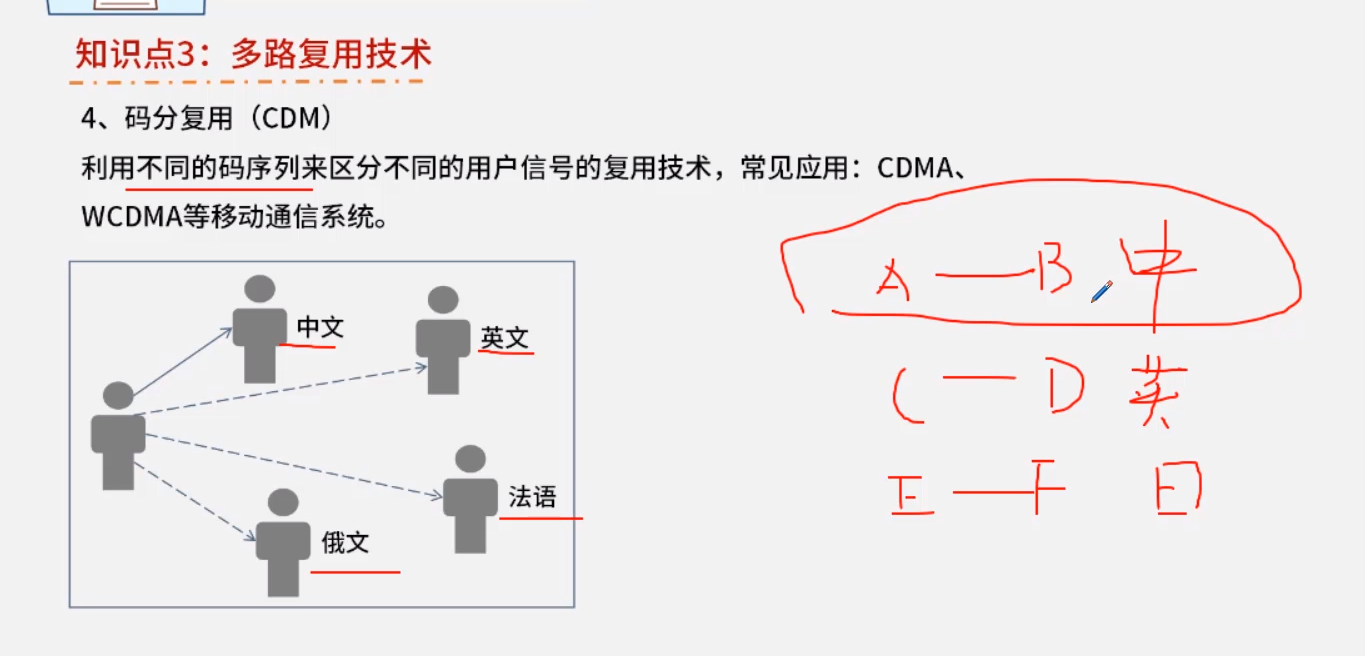 知识点3：多路复用技术
4、码分复用（CDM）
利用不同的码序列来区分不同的用户信号的复用技术，常见应用：CDMA、
WCDMA等移动通信系统。
中文
英文
法语
俄文
A — B 中
C — D 英
E — F 日